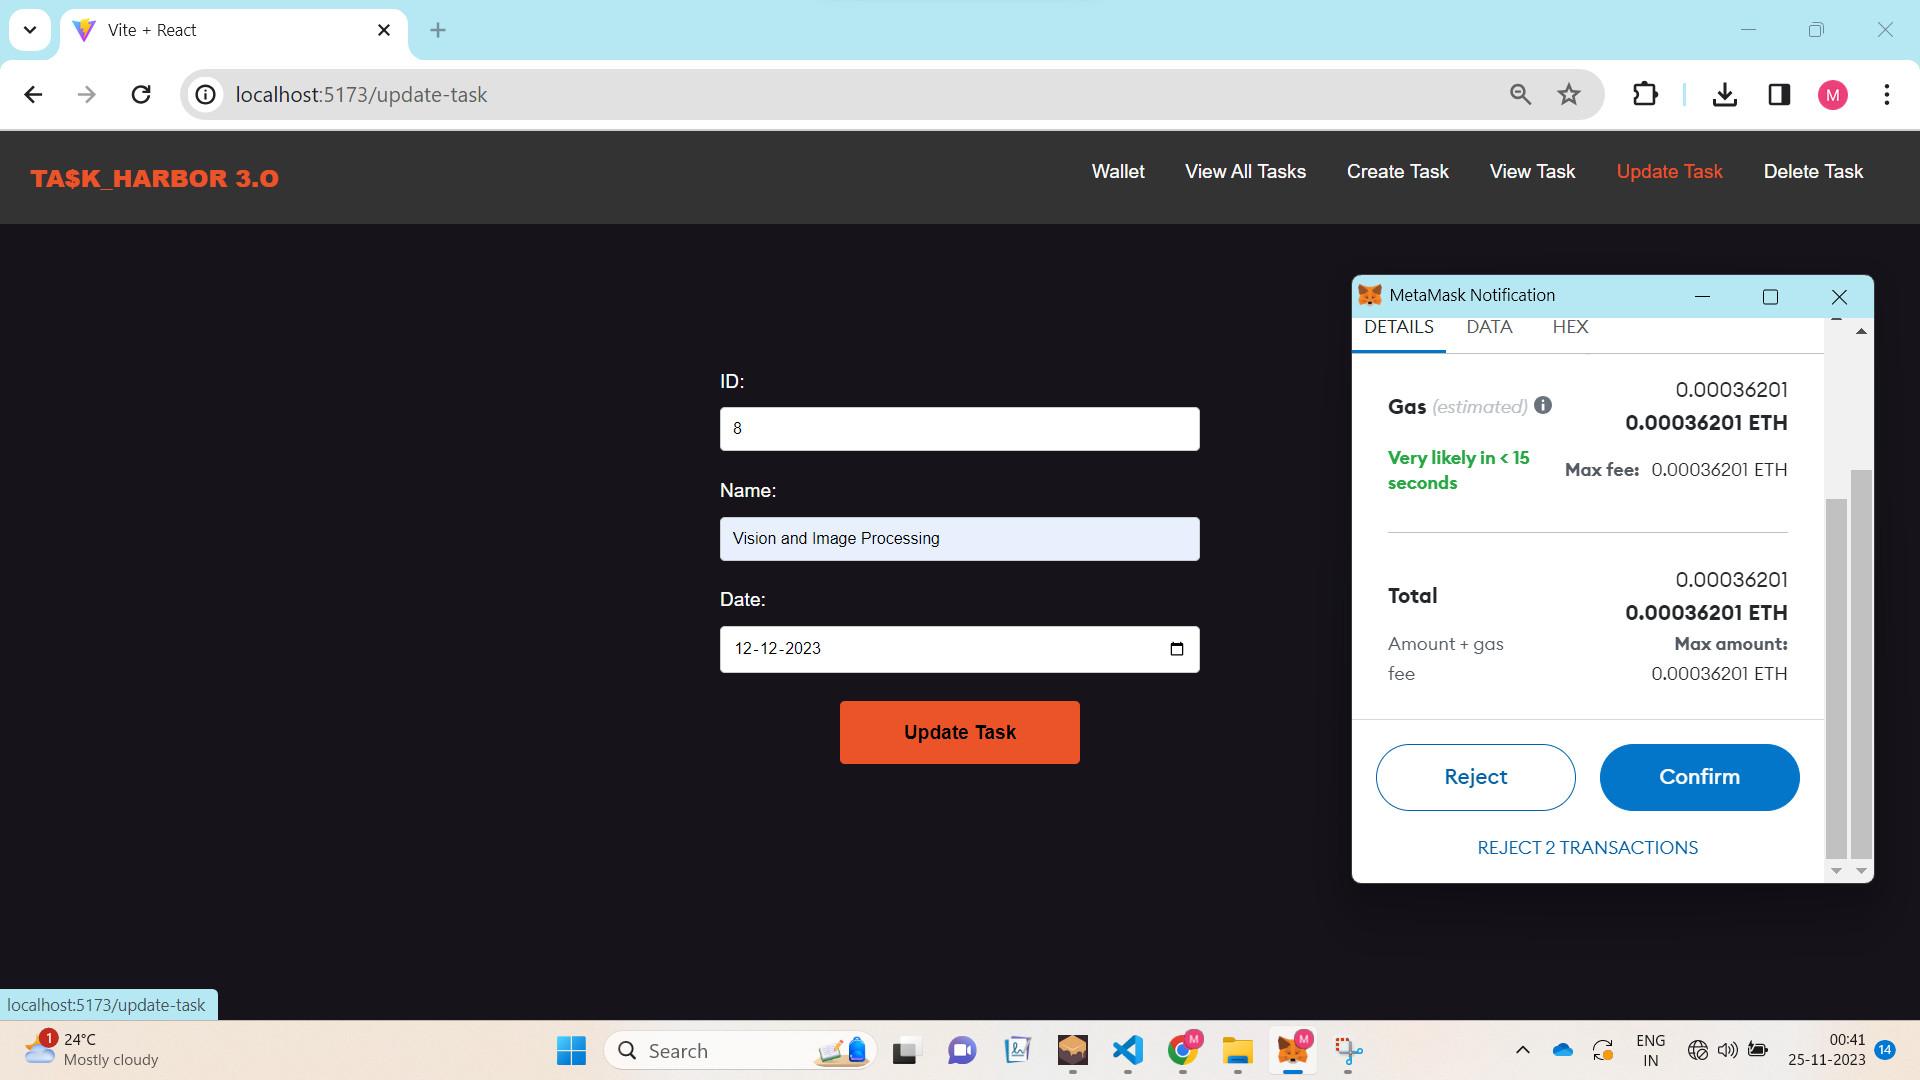 Vite + React
localhost:5173/update-task
M
TA$K_HARBOR 3.O
Wallet
View All Tasks
Create Task
View Task
Update Task
Delete Task
ID:
8
Name:
Vision and Image Processing
Date:
12-12-2023
Update Task
MetaMask Notification
DETAILS
DATA
HEX
Gas (estimated)
0.00036201
0.00036201 ETH
Very likely in < 15
seconds
Max fee: 0.00036201 ETH
Total
0.00036201
0.00036201 ETH
Amount + gas
fee
Max amount:
0.00036201 ETH
Reject
Confirm
REJECT 2 TRANSACTIONS
localhost:5173/update-task
1
24°C
Mostly cloudy
Search
M
M
ENG
IN
00:41
25-11-2023
14